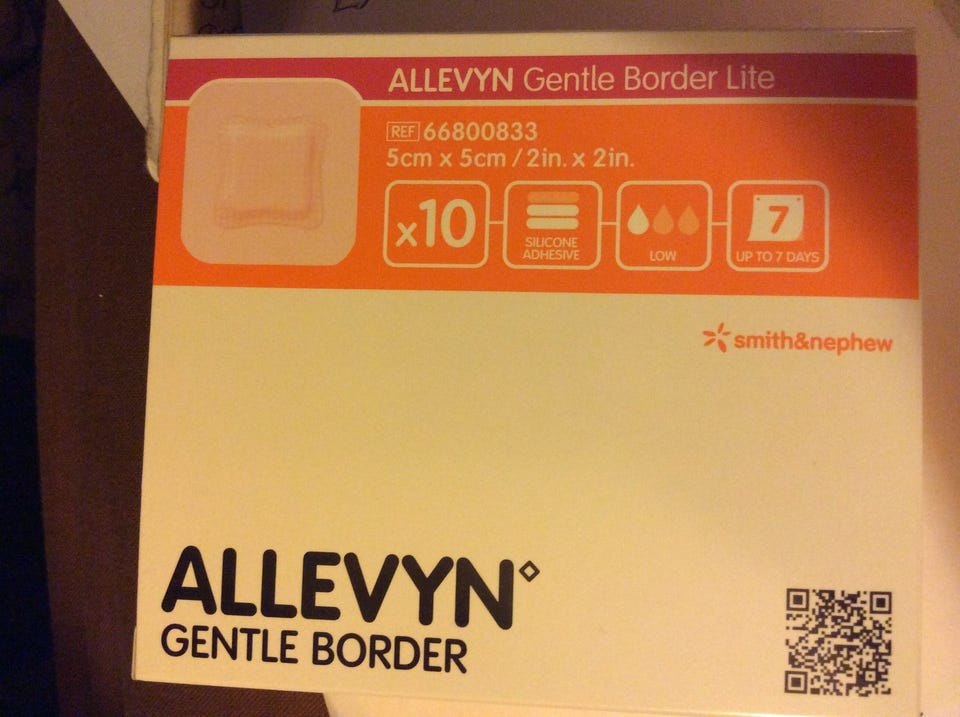 ALLEVYN Gentle Border Lite
REF 66800833
5cm x 5cm / 2in. x 2in.
x10
SILICONE
ADHESIVE
LOW
7
UP TO 7 DAYS
smith&nephew
ALLEVYN◇
GENTLE BORDER